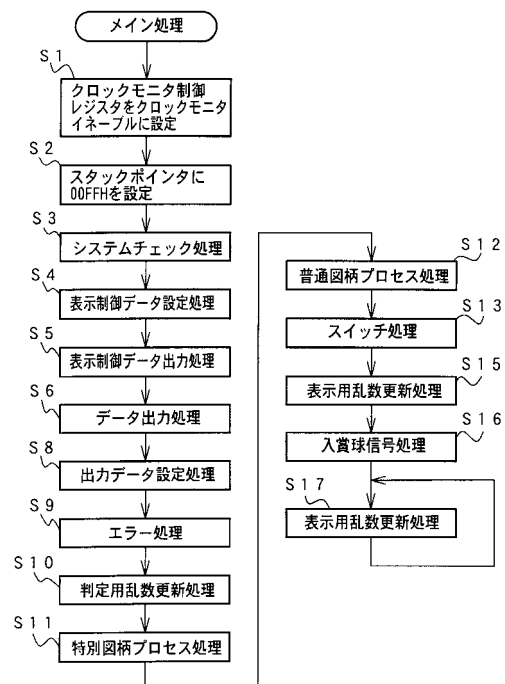 メイン処理
S1
クロックモニタ制御
レジスタをクロックモニタ
イネーブルに設定
S2
スタックポインタに
00FFHを設定
S3
システムチェック処理
S4
表示制御データ設定処理
S5
表示制御データ出力処理
S6
データ出力処理
S8
出力データ設定処理
S9
エラー処理
S10
判定用乱数更新処理
S11
特別図柄プロセス処理
S12
普通図柄プロセス処理
S13
スイッチ処理
S15
表示用乱数更新処理
S16
入賞球信号処理
S17
表示用乱数更新処理